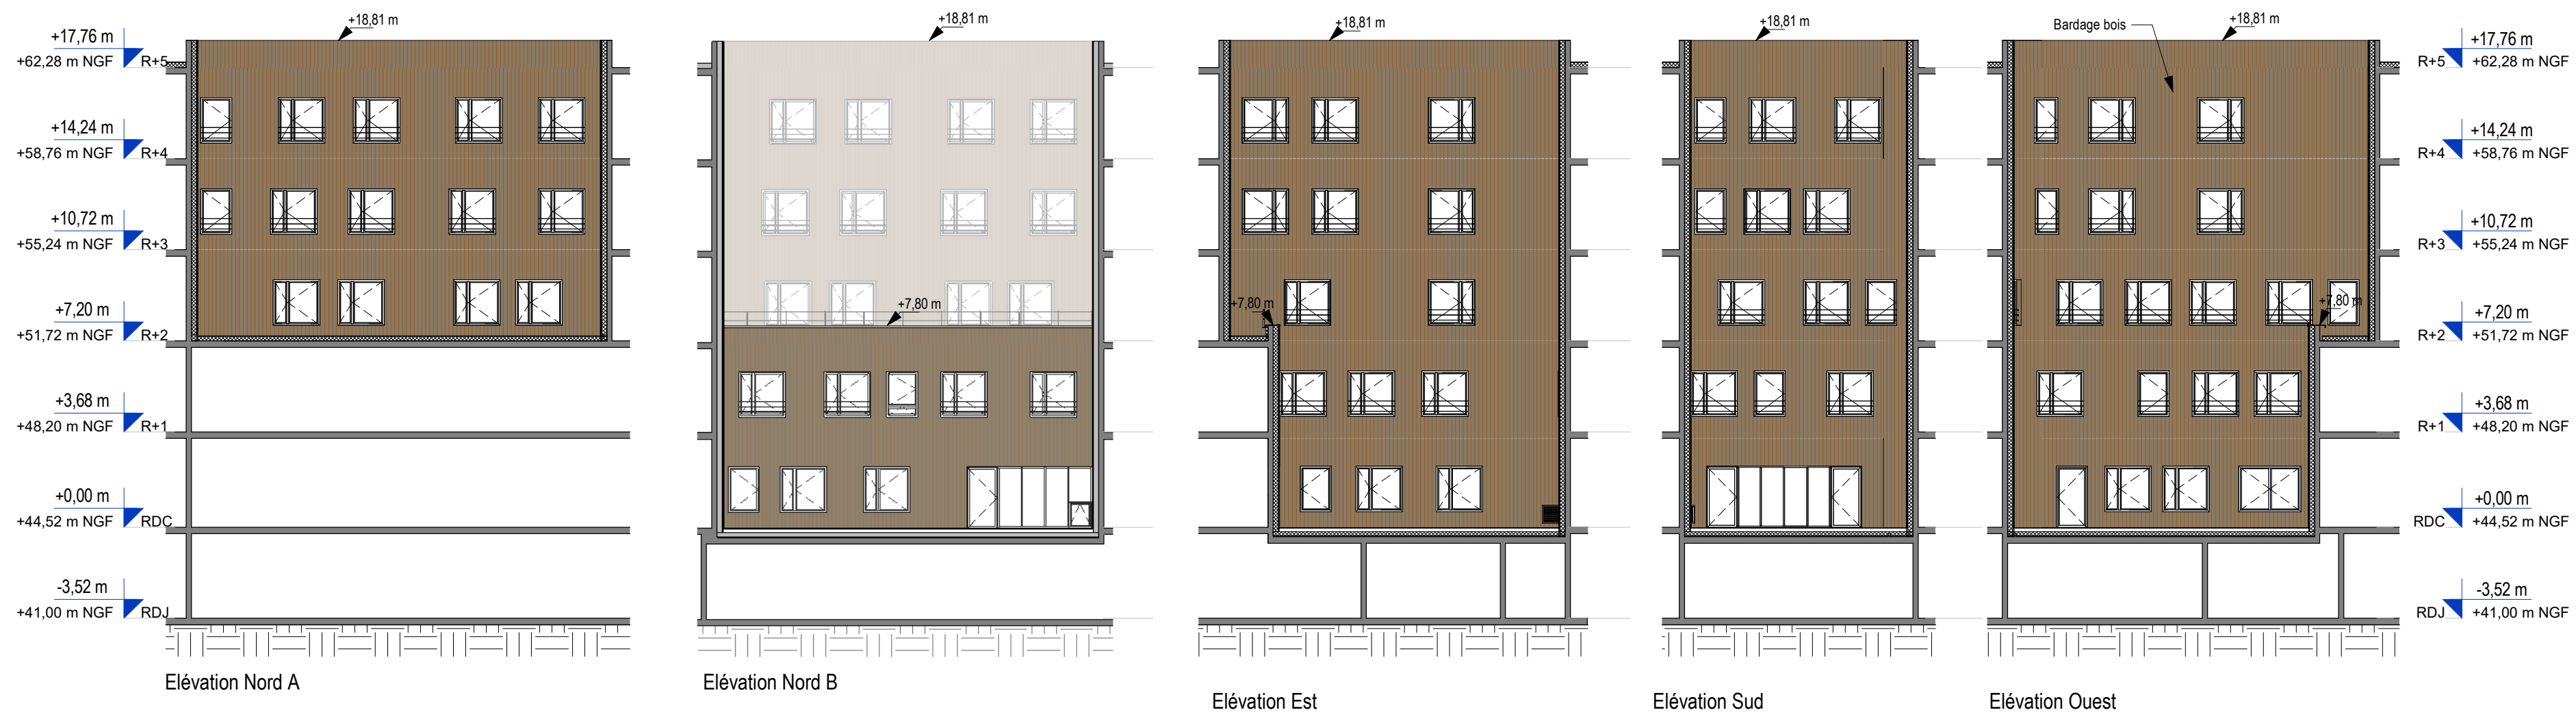 +18,81 m
+18,81 m
+18,81 m
+18,81 m
Bardage bois
+18,81 m
+17,76 m
+62,28 m NGF
R+5
+14,24 m
+58,76 m NGF
R+4
+10,72 m
+55,24 m NGF
R+3
+7,20 m
+51,72 m NGF
R+2
+3,68 m
+48,20 m NGF
R+1
+0,00 m
+44,52 m NGF
RDC
-3,52 m
+41,00 m NGF
RDJ
+7,80 m
+7,80 m
+7,80 m
+17,76 m
R+5
+62,28 m NGF
+14,24 m
R+4
+58,76 m NGF
+10,72 m
R+3
+55,24 m NGF
+7,20 m
R+2
+51,72 m NGF
+3,68 m
R+1
+48,20 m NGF
+0,00 m
RDC
+44,52 m NGF
-3,52 m
RDJ
+41,00 m NGF
Elévation Nord A
Elévation Nord B
Elévation Est
Elévation Sud
Elévation Ouest